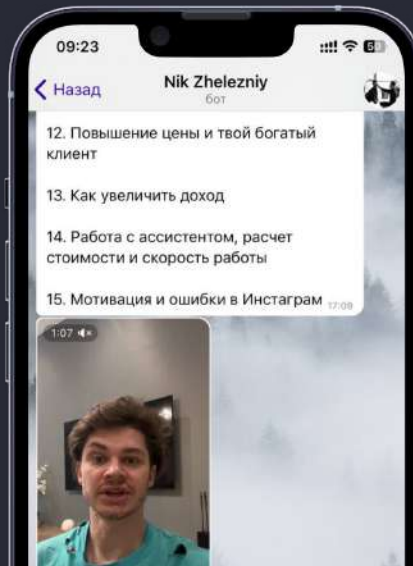 09:23
50
Назад
Nik Zhelezniy
бот
12. Повышение цены и твой богатый
клиент
13. Как увеличить доход
14. Работа с ассистентом, расчет
стоимости и скорость работы
15. Мотивация и ошибки в Инстаграм
17:09
1:07